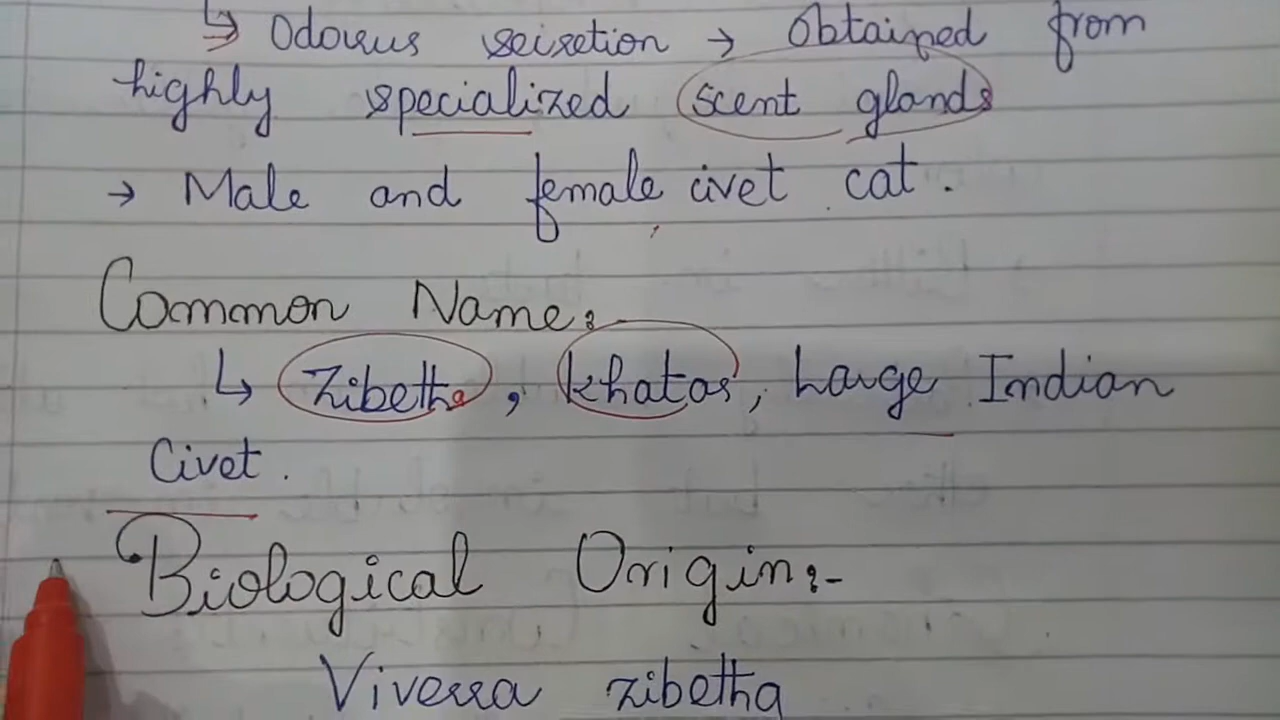 ↳ Odorus secretion → Obtained from
highly specialized scent glands
→ Male and female civet cat.
Common Name:
↳ Zibetha, khatas, Large Indian
Civet.
Biological Origin:-
Viverra zibetha